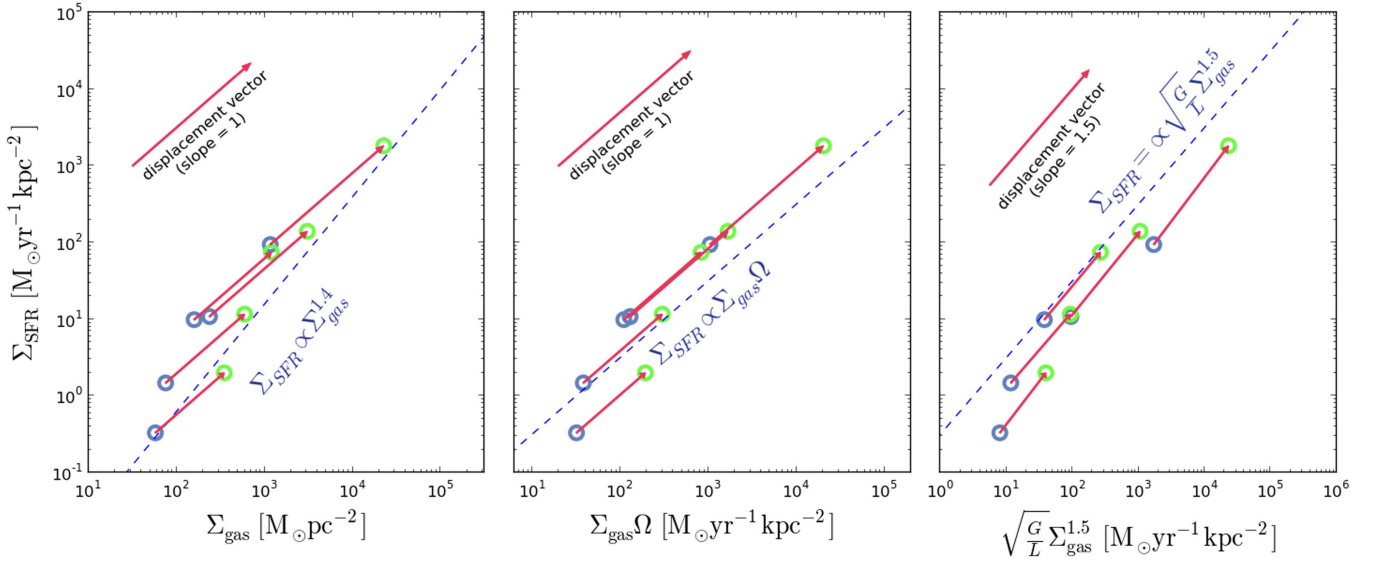 Σ_SFR [M_⊙yr^−1 kpc^−2]
10^5
10^4
10^3
10^2
10^1
10^0
10^-1
displacement vector
(slope = 1)
Σ_SFR ∝Σ_gas^1.4
10^1 10^2 10^3 10^4 10^5
Σ_gas [M_⊙pc^−2]
displacement vector
(slope = 1)
Σ_SFR ∝Σ_gas Ω
10^1 10^2 10^3 10^4 10^5
Σ_gas Ω [M_⊙yr^−1 kpc^−2]
displacement vector
(slope = 1.5)
Σ_SFR = ∝√(G/L) Σ_gas^1.5
10^0 10^1 10^2 10^3 10^4 10^5 10^6
√(G/L) Σ_gas^1.5 [M_⊙yr^−1 kpc^−2]